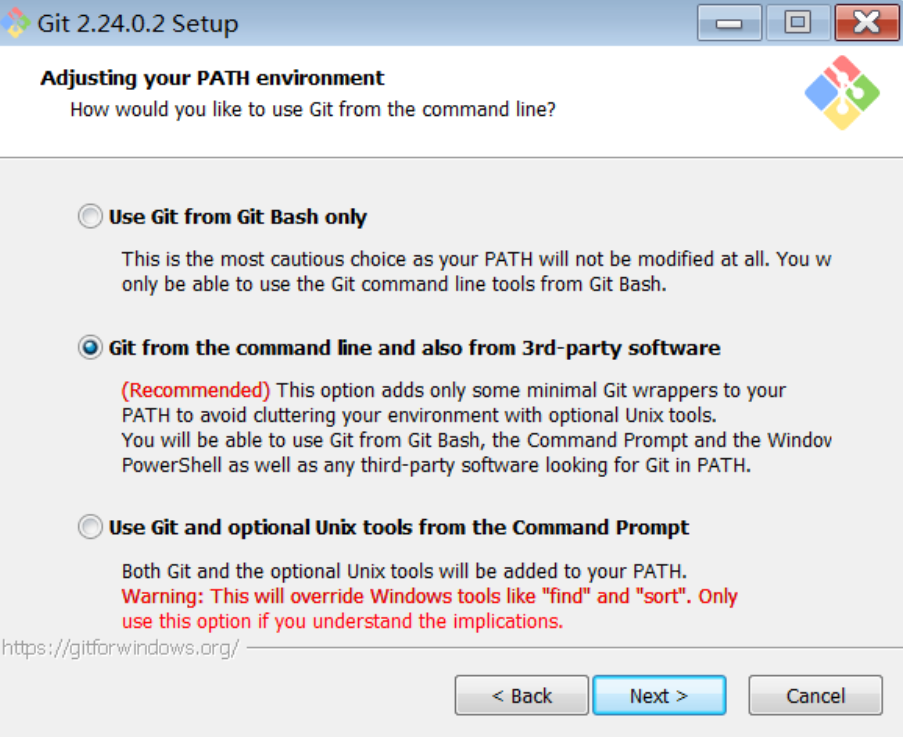 Git 2.24.0.2 Setup
Adjusting your PATH environment
How would you like to use Git from the command line?
Use Git from Git Bash only
This is the most cautious choice as your PATH will not be modified at all. You w
only be able to use the Git command line tools from Git Bash.
Git from the command line and also from 3rd-party software
(Recommended) This option adds only some minimal Git wrappers to your
PATH to avoid cluttering your environment with optional Unix tools.
You will be able to use Git from Git Bash, the Command Prompt and the Window
PowerShell as well as any third-party software looking for Git in PATH.
Use Git and optional Unix tools from the Command Prompt
Both Git and the optional Unix tools will be added to your PATH.
Warning: This will override Windows tools like "find" and "sort". Only
use this option if you understand the implications.
https://gitforwindows.org/
< Back
Next >
Cancel